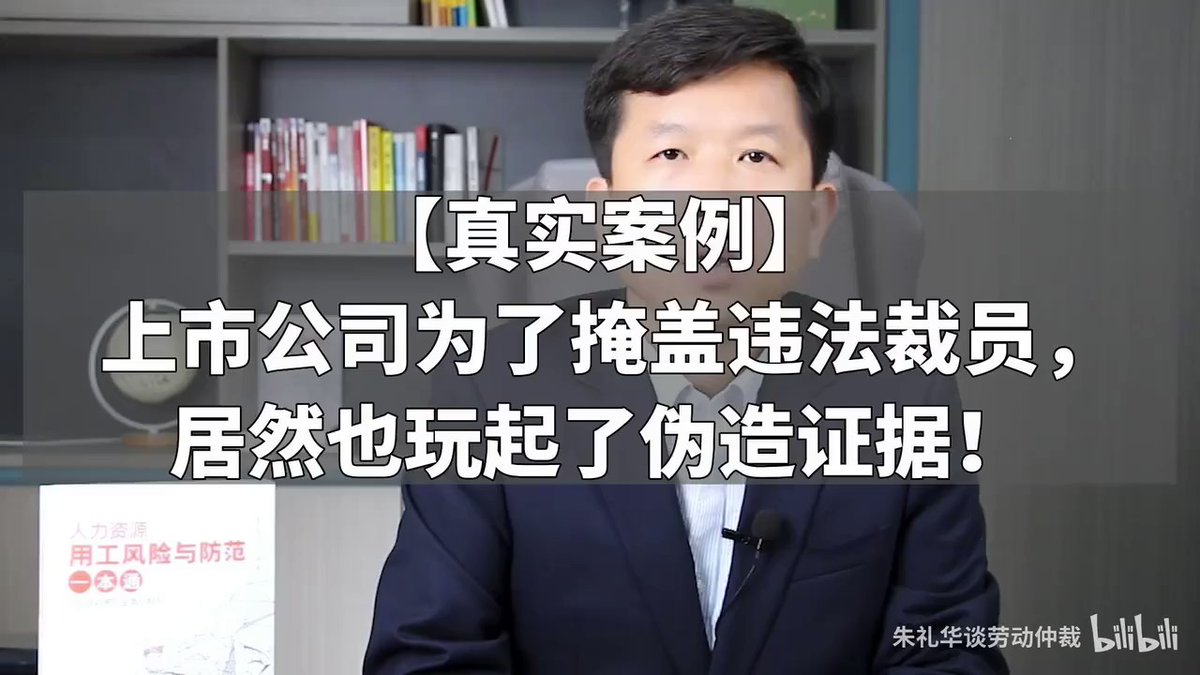 【真实案例】
上市公司为了掩盖违法裁员，
居然也玩起了伪造证据！
人力资源
用工风险与防范
一本通
朱礼华谈劳动仲裁 bilibili